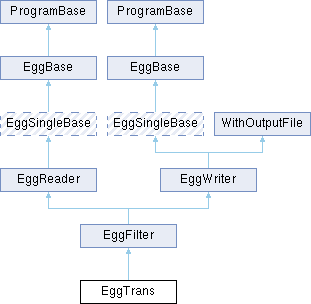 ProgramBase ProgramBase
EggBase EggBase
EggSingleBase EggSingleBase WithOutputFile
EggReader EggWriter
EggFilter
EggTrans